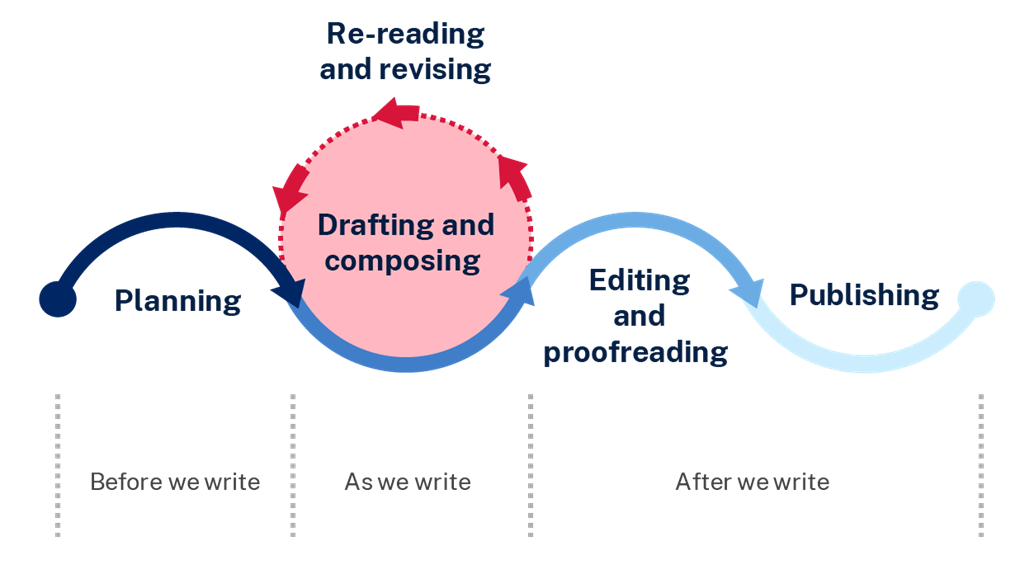 Re-reading
and revising
Drafting and
composing
Planning
Editing
and
proofreading
Publishing
Before we write
As we write
After we write